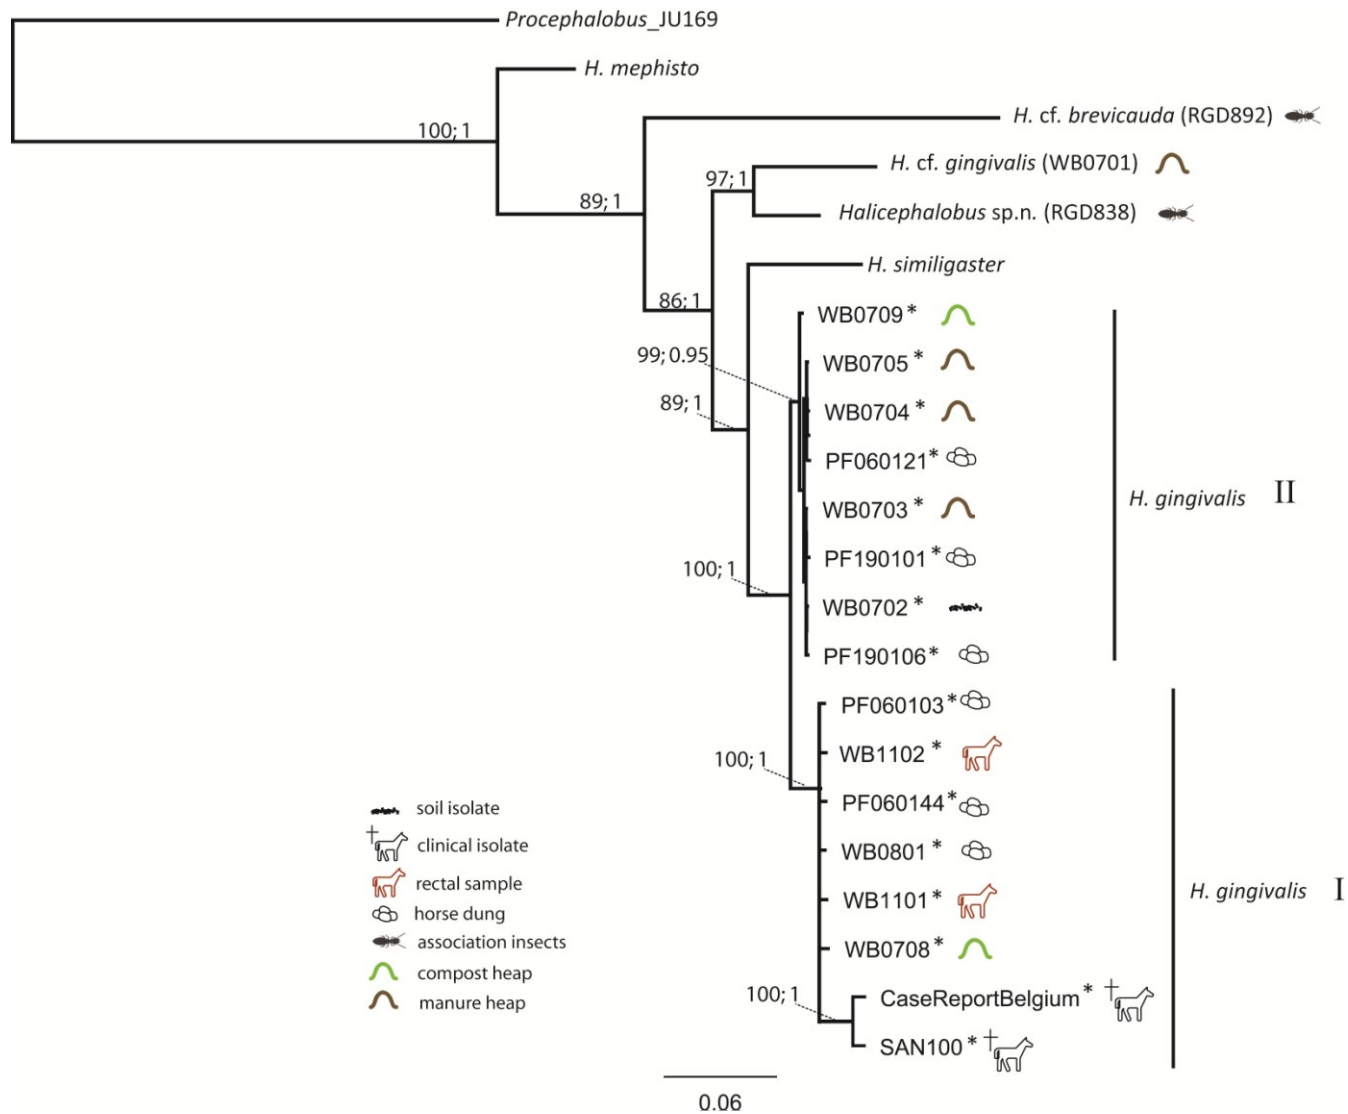 Procephalobus_JU169
H. mephisto
100; 1
H. cf. brevicauda (RGD892)
H. cf. gingivalis (WB0701)
97; 1
89; 1
Halicephalobus sp.n. (RGD838)
H. similigaster
86; 1
WB0709 *
99; 0.95
WB0705 *
89; 1
WB0704 *
PF060121 *
H. gingivalis II
WB0703 *
PF190101 *
100; 1
WB0702 *
PF190106 *
PF060103 *
WB1102 *
100; 1
PF060144 *
WB0801 *
WB1101 *
H. gingivalis I
WB0708 *
100; 1
CaseReportBelgium * †
SAN100 * †
soil isolate
† clinical isolate
rectal sample
horse dung
association insects
compost heap
manure heap
0.06